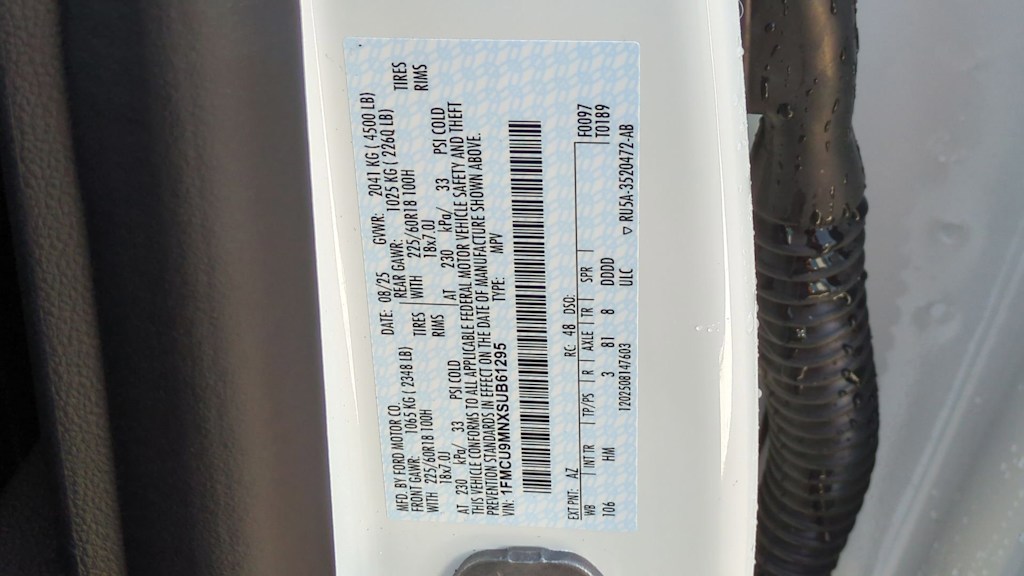 MFD. BY FORD MOTOR CO.
DATE: 08/25 GVWR: 2041 KG ( 4500 LB)
FRONT GAWR: 1065 KG ( 2348 LB) REAR GAWR: 1025 KG ( 2260 LB)
WITH 225/60R18 100H TIRES WITH 225/60R18 100H TIRES
18x7.0J RIMS 18x7.0J RIMS
AT 230 kPa/ 33 PSI COLD AT 230 kPa/ 33 PSI COLD
THIS VEHICLE CONFORMS TO ALL APPLICABLE FEDERAL MOTOR VEHICLE SAFETY AND THEFT
PREVENTION STANDARDS IN EFFECT ON THE DATE OF MANUFACTURE SHOWN ABOVE.
VIN: 1FMCU9MNXSUB61295 TYPE: MPV
EXT PNT: AZ RC: 48 DSO: F0097
WB INT TR TP/PS R AXLE TR SPR T0189
106 HM 3 B1 8 DDDD
1202508147603 ULC ▽ RU5A-3520472-AB